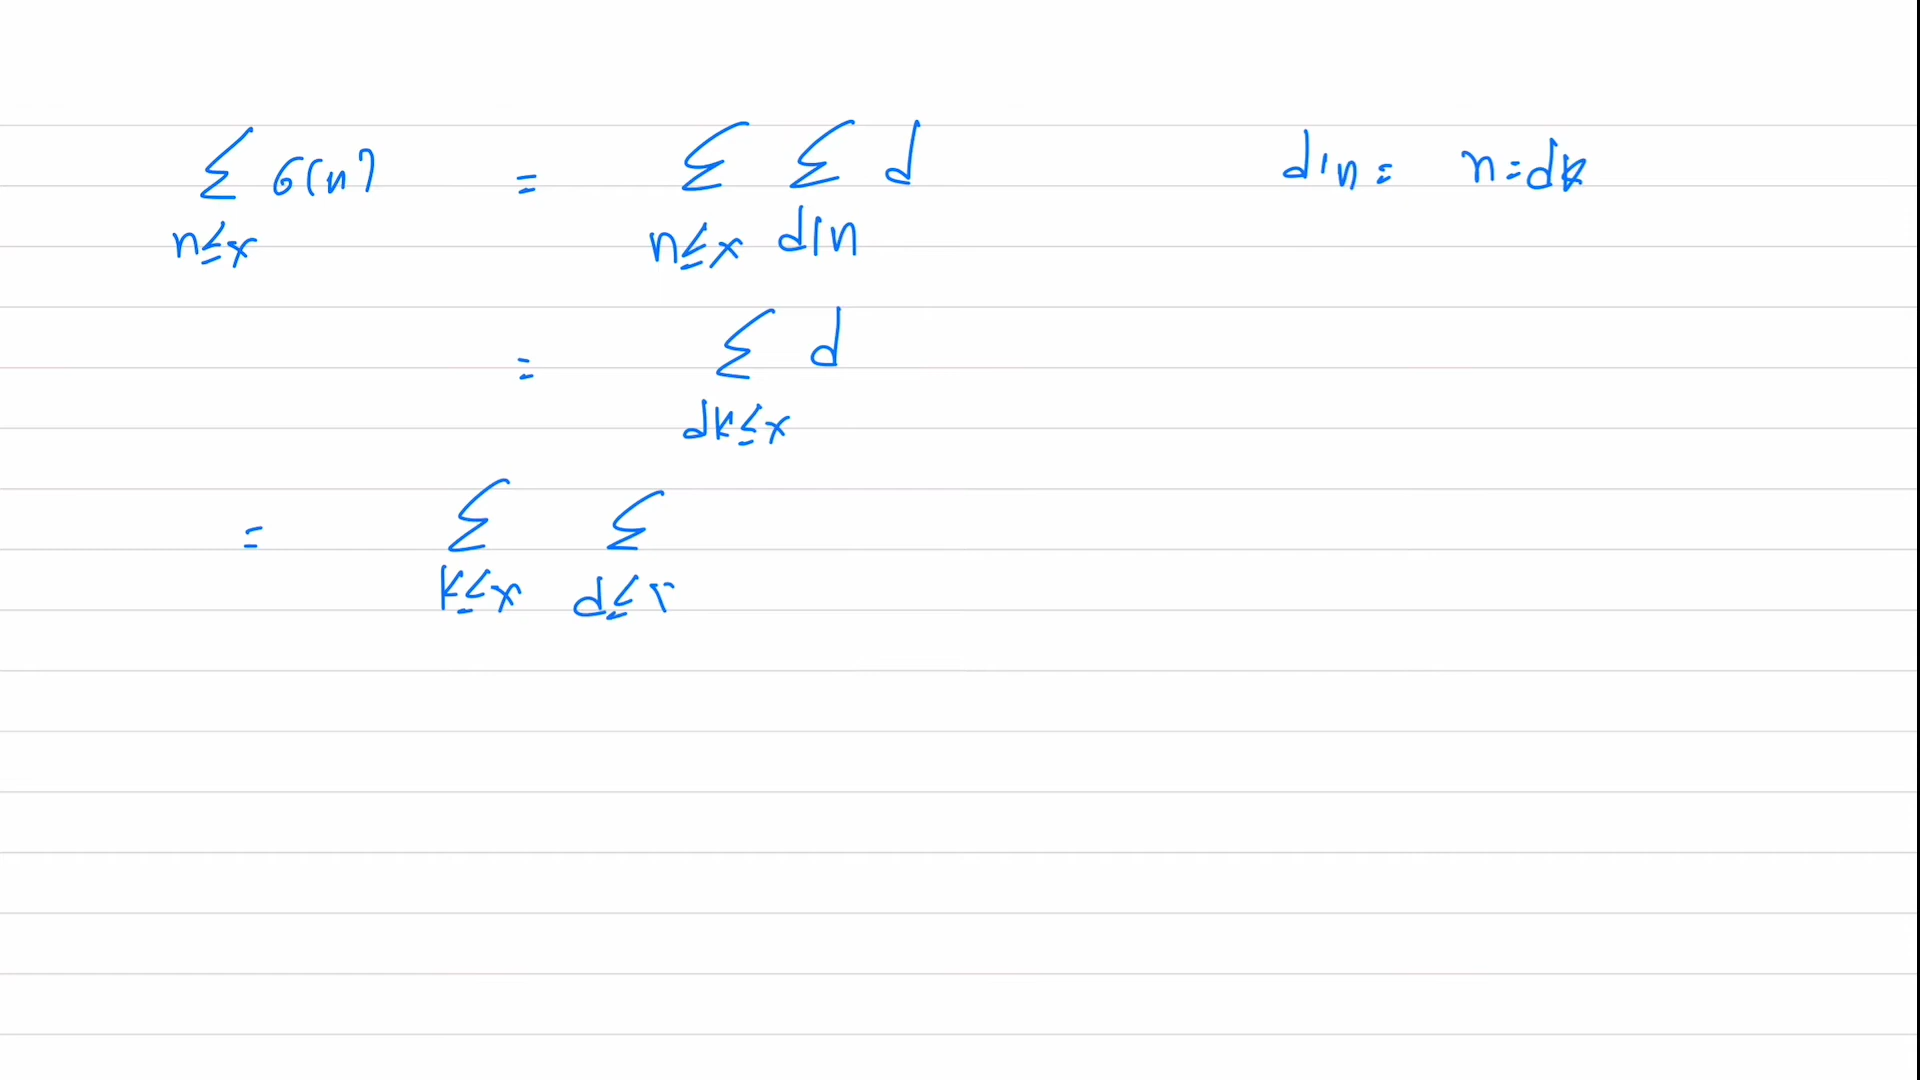 ∑ σ(n) = ∑ ∑ d d|n = n=dk
n≤x n≤x d|n
= ∑ d
dk≤x
= ∑ ∑
k≤x d≤